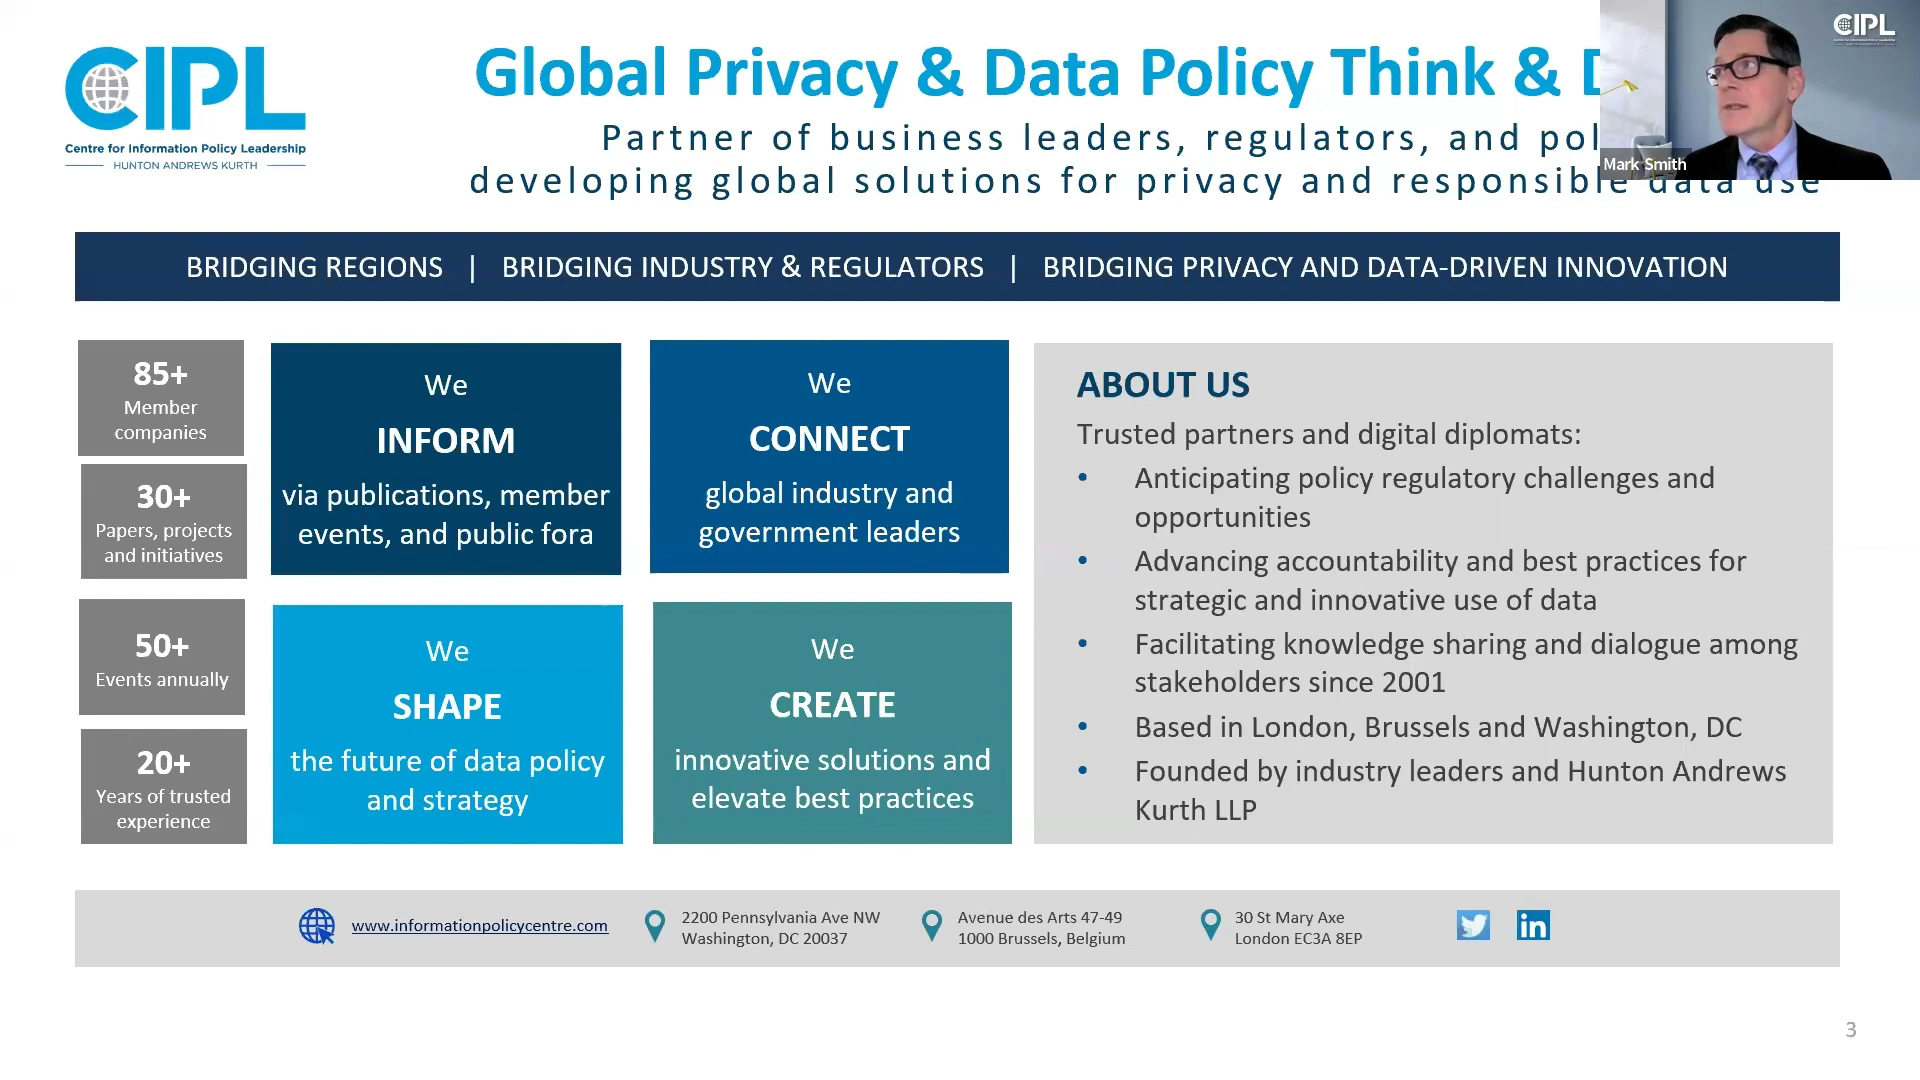 CIPL
Centre for Information Policy Leadership
HUNTON ANDREWS KURTH
Global Privacy & Data Policy Think &
Partner of business leaders, regulators, and
developing global solutions for privacy and responsible data use
CIPL
Mark Smith
BRIDGING REGIONS | BRIDGING INDUSTRY & REGULATORS | BRIDGING PRIVACY AND DATA-DRIVEN INNOVATION
85+
Member
companies
30+
Papers, projects
and initiatives
50+
Events annually
20+
Years of trusted
experience
We
INFORM
via publications, member
events, and public fora
We
CONNECT
global industry and
government leaders
We
SHAPE
the future of data policy
and strategy
We
CREATE
innovative solutions and
elevate best practices
ABOUT US
Trusted partners and digital diplomats:
• Anticipating policy regulatory challenges and
opportunities
• Advancing accountability and best practices for
strategic and innovative use of data
• Facilitating knowledge sharing and dialogue among
stakeholders since 2001
• Based in London, Brussels and Washington, DC
• Founded by industry leaders and Hunton Andrews
Kurth LLP
www.informationpolicycentre.com
2200 Pennsylvania Ave NW
Washington, DC 20037
Avenue des Arts 47-49
1000 Brussels, Belgium
30 St Mary Axe
London EC3A 8EP
in
3